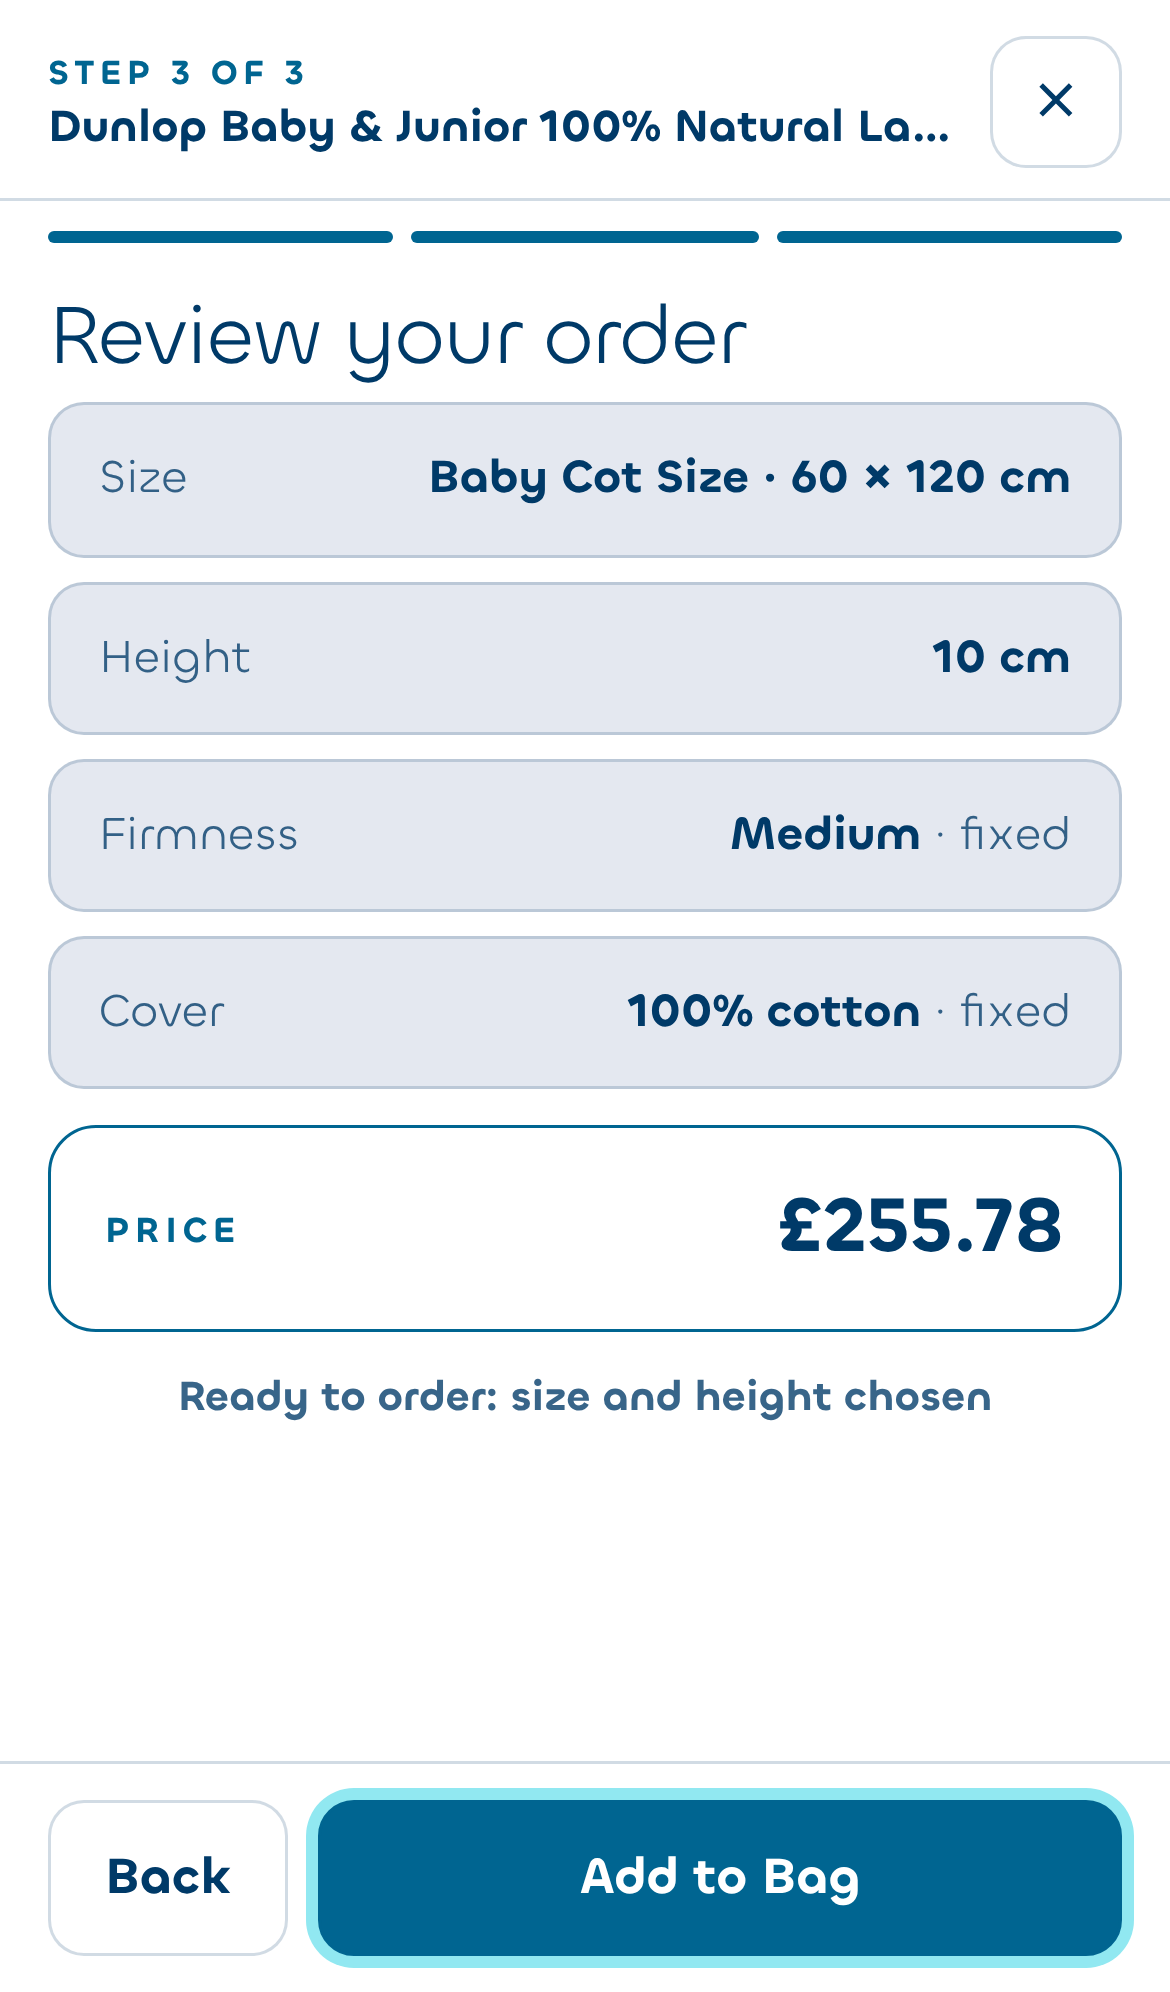 STEP 3 OF 3
Dunlop Baby & Junior 100% Natural La...
Review your order
Size Baby Cot Size · 60 × 120 cm
Height 10 cm
Firmness Medium · fixed
Cover 100% cotton · fixed
PRICE £255.78
Ready to order: size and height chosen
Back Add to Bag